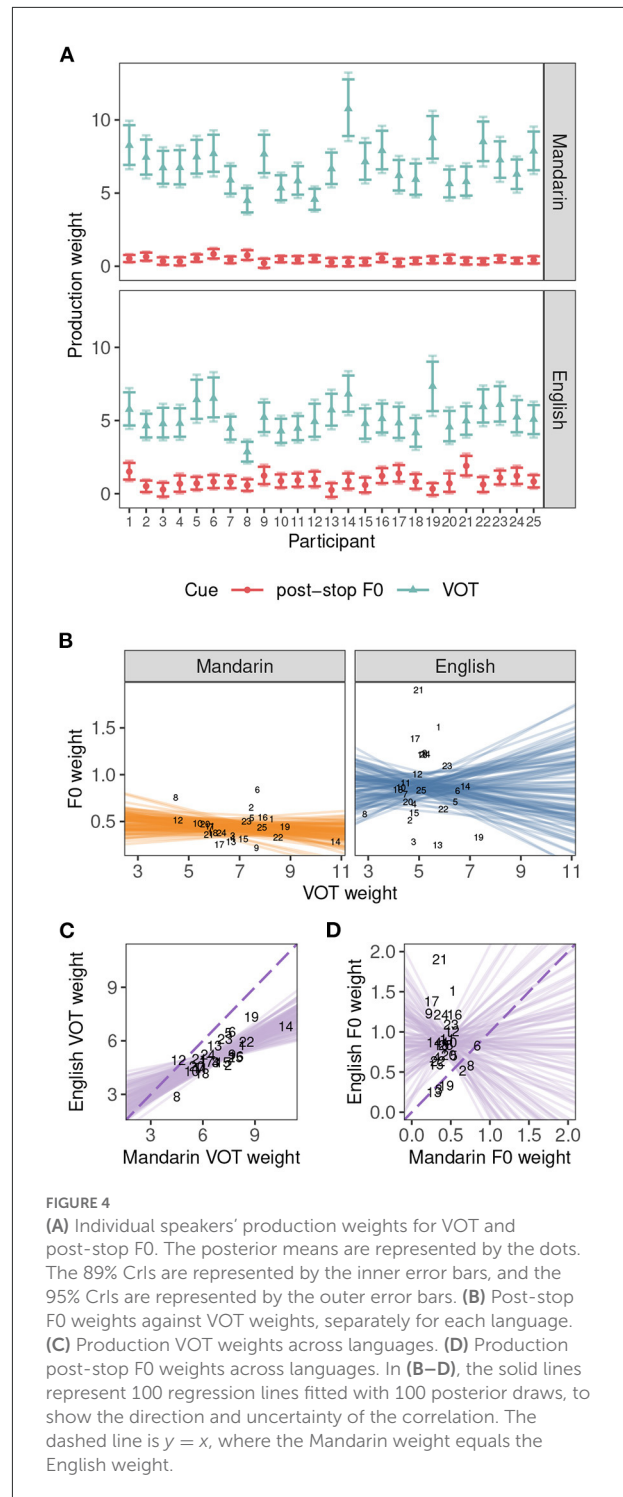 A
Mandarin
10
5
0
Production weight
English
10
5
0
1 2 3 4 5 6 7 8 9 10 11 12 13 14 15 16 17 18 19 20 21 22 23 24 25
Participant
Cue post–stop F0 VOT
B
Mandarin English
F0 weight
1.5
1.0
0.5
3 5 7 9 11 3 5 7 9 11
VOT weight
C D
English VOT weight
9
6
3
3 6 9
Mandarin VOT weight
English F0 weight
2.0
1.5
1.0
0.5
0.0
0.0 0.5 1.0 1.5 2.0
Mandarin F0 weight
FIGURE 4
(A) Individual speakers’ production weights for VOT and
post-stop F0. The posterior means are represented by the dots.
The 89% CrIs are represented by the inner error bars, and the
95% CrIs are represented by the outer error bars. (B) Post-stop
F0 weights against VOT weights, separately for each language.
(C) Production VOT weights across languages. (D) Production
post-stop F0 weights across languages. In (B–D), the solid lines
represent 100 regression lines fitted with 100 posterior draws, to
show the direction and uncertainty of the correlation. The
dashed line is y = x, where the Mandarin weight equals the
English weight.